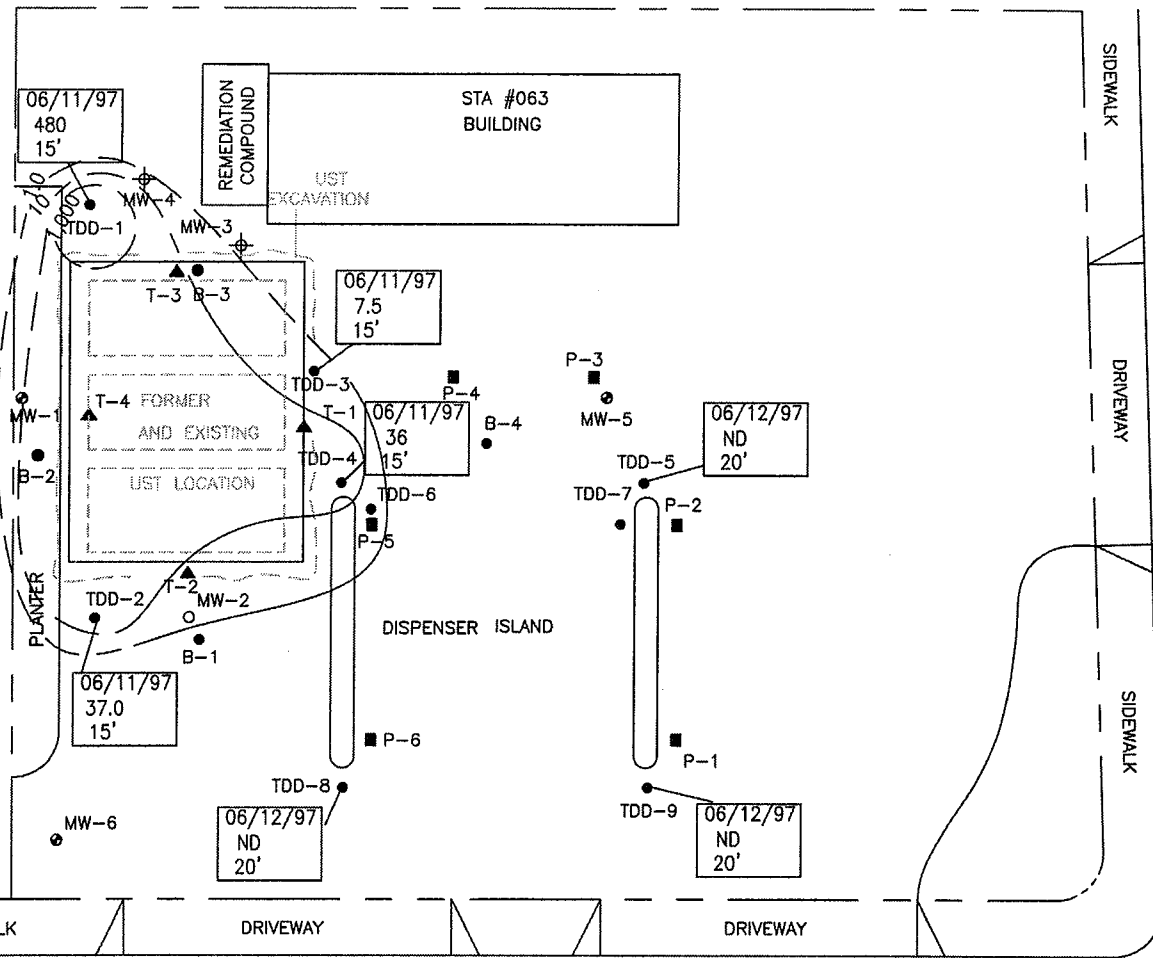 SIDEWALK
STA #063
BUILDING
REMEDIATION
COMPOUND
06/11/97
480
15'
UST
EXCAVATION
MW-4
1.0
10
TDD-1
MW-3
T-3
B-3
06/11/97
7.5
15'
TDD-3
P-4
P-3
MW-5
DRIVEWAY
MW-1
T-4
FORMER
AND EXISTING
UST LOCATION
T-1
06/11/97
36
15'
B-4
06/12/97
ND
20'
B-2
TDD-4
TDD-5
TDD-6
TDD-7
P-2
P-5
T-2
TDD-2
MW-2
PLANTER
B-1
DISPENSER ISLAND
06/11/97
37.0
15'
SIDEWALK
P-6
P-1
TDD-8
06/12/97
ND
20'
TDD-9
06/12/97
ND
20'
MW-6
LK
DRIVEWAY
DRIVEWAY